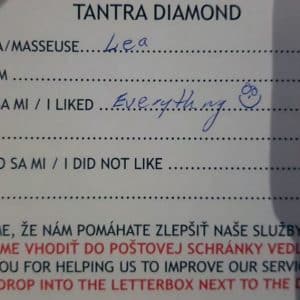 TANTRA DIAMOND
A/MASSEUSE Lea
M
SA MI / I LIKED Everything
O SA MI / I DID NOT LIKE
ME, ŽE NÁM POMÁHATE ZLEPŠIŤ NAŠE SLUŽBY
ME VHODIŤ DO POŠTOVEJ SCHRÁNKY VEDL
OU FOR HELPING US TO IMPROVE OUR SERVI
DROP INTO THE LETTERBOX NEXT TO THE